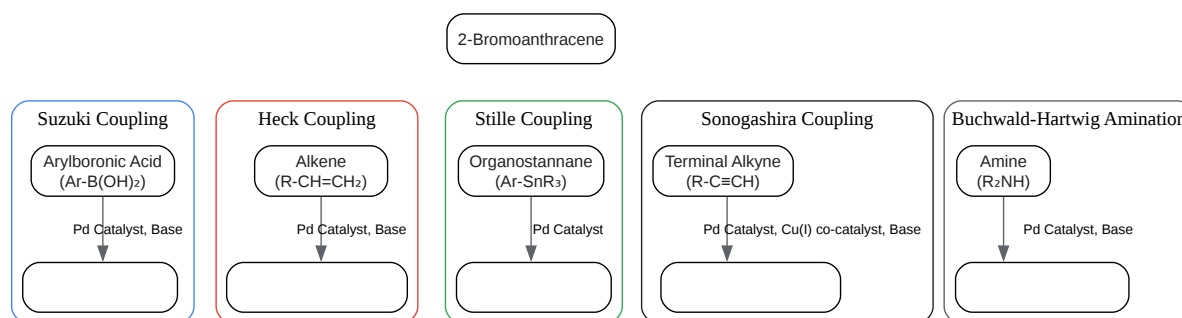 2-Bromoanthracene
Suzuki Coupling
Arylboronic Acid
(Ar-B(OH)₂)
Pd Catalyst, Base
Heck Coupling
Alkene
(R-CH=CH₂)
Pd Catalyst, Base
Stille Coupling
Organostannane
(Ar-SnR₃)
Pd Catalyst
Sonogashira Coupling
Terminal Alkyne
(R-C≡CH)
Pd Catalyst, Cu(I) co-catalyst, Base
Buchwald-Hartwig Amination
Amine
(R₂NH)
Pd Catalyst, Base